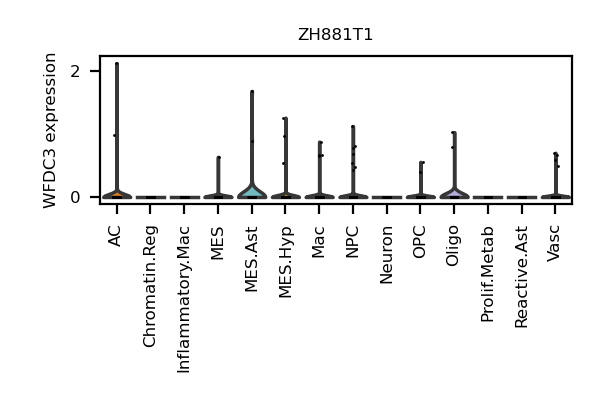 ZH881T1
WFDC3 expression
2
0
AC
Chromatin.Reg
Inflammatory.Mac
MES
MES.Ast
MES.Hyp
Mac
NPC
Neuron
OPC
Oligo
Prolif.Metab
Reactive.Ast
Vasc